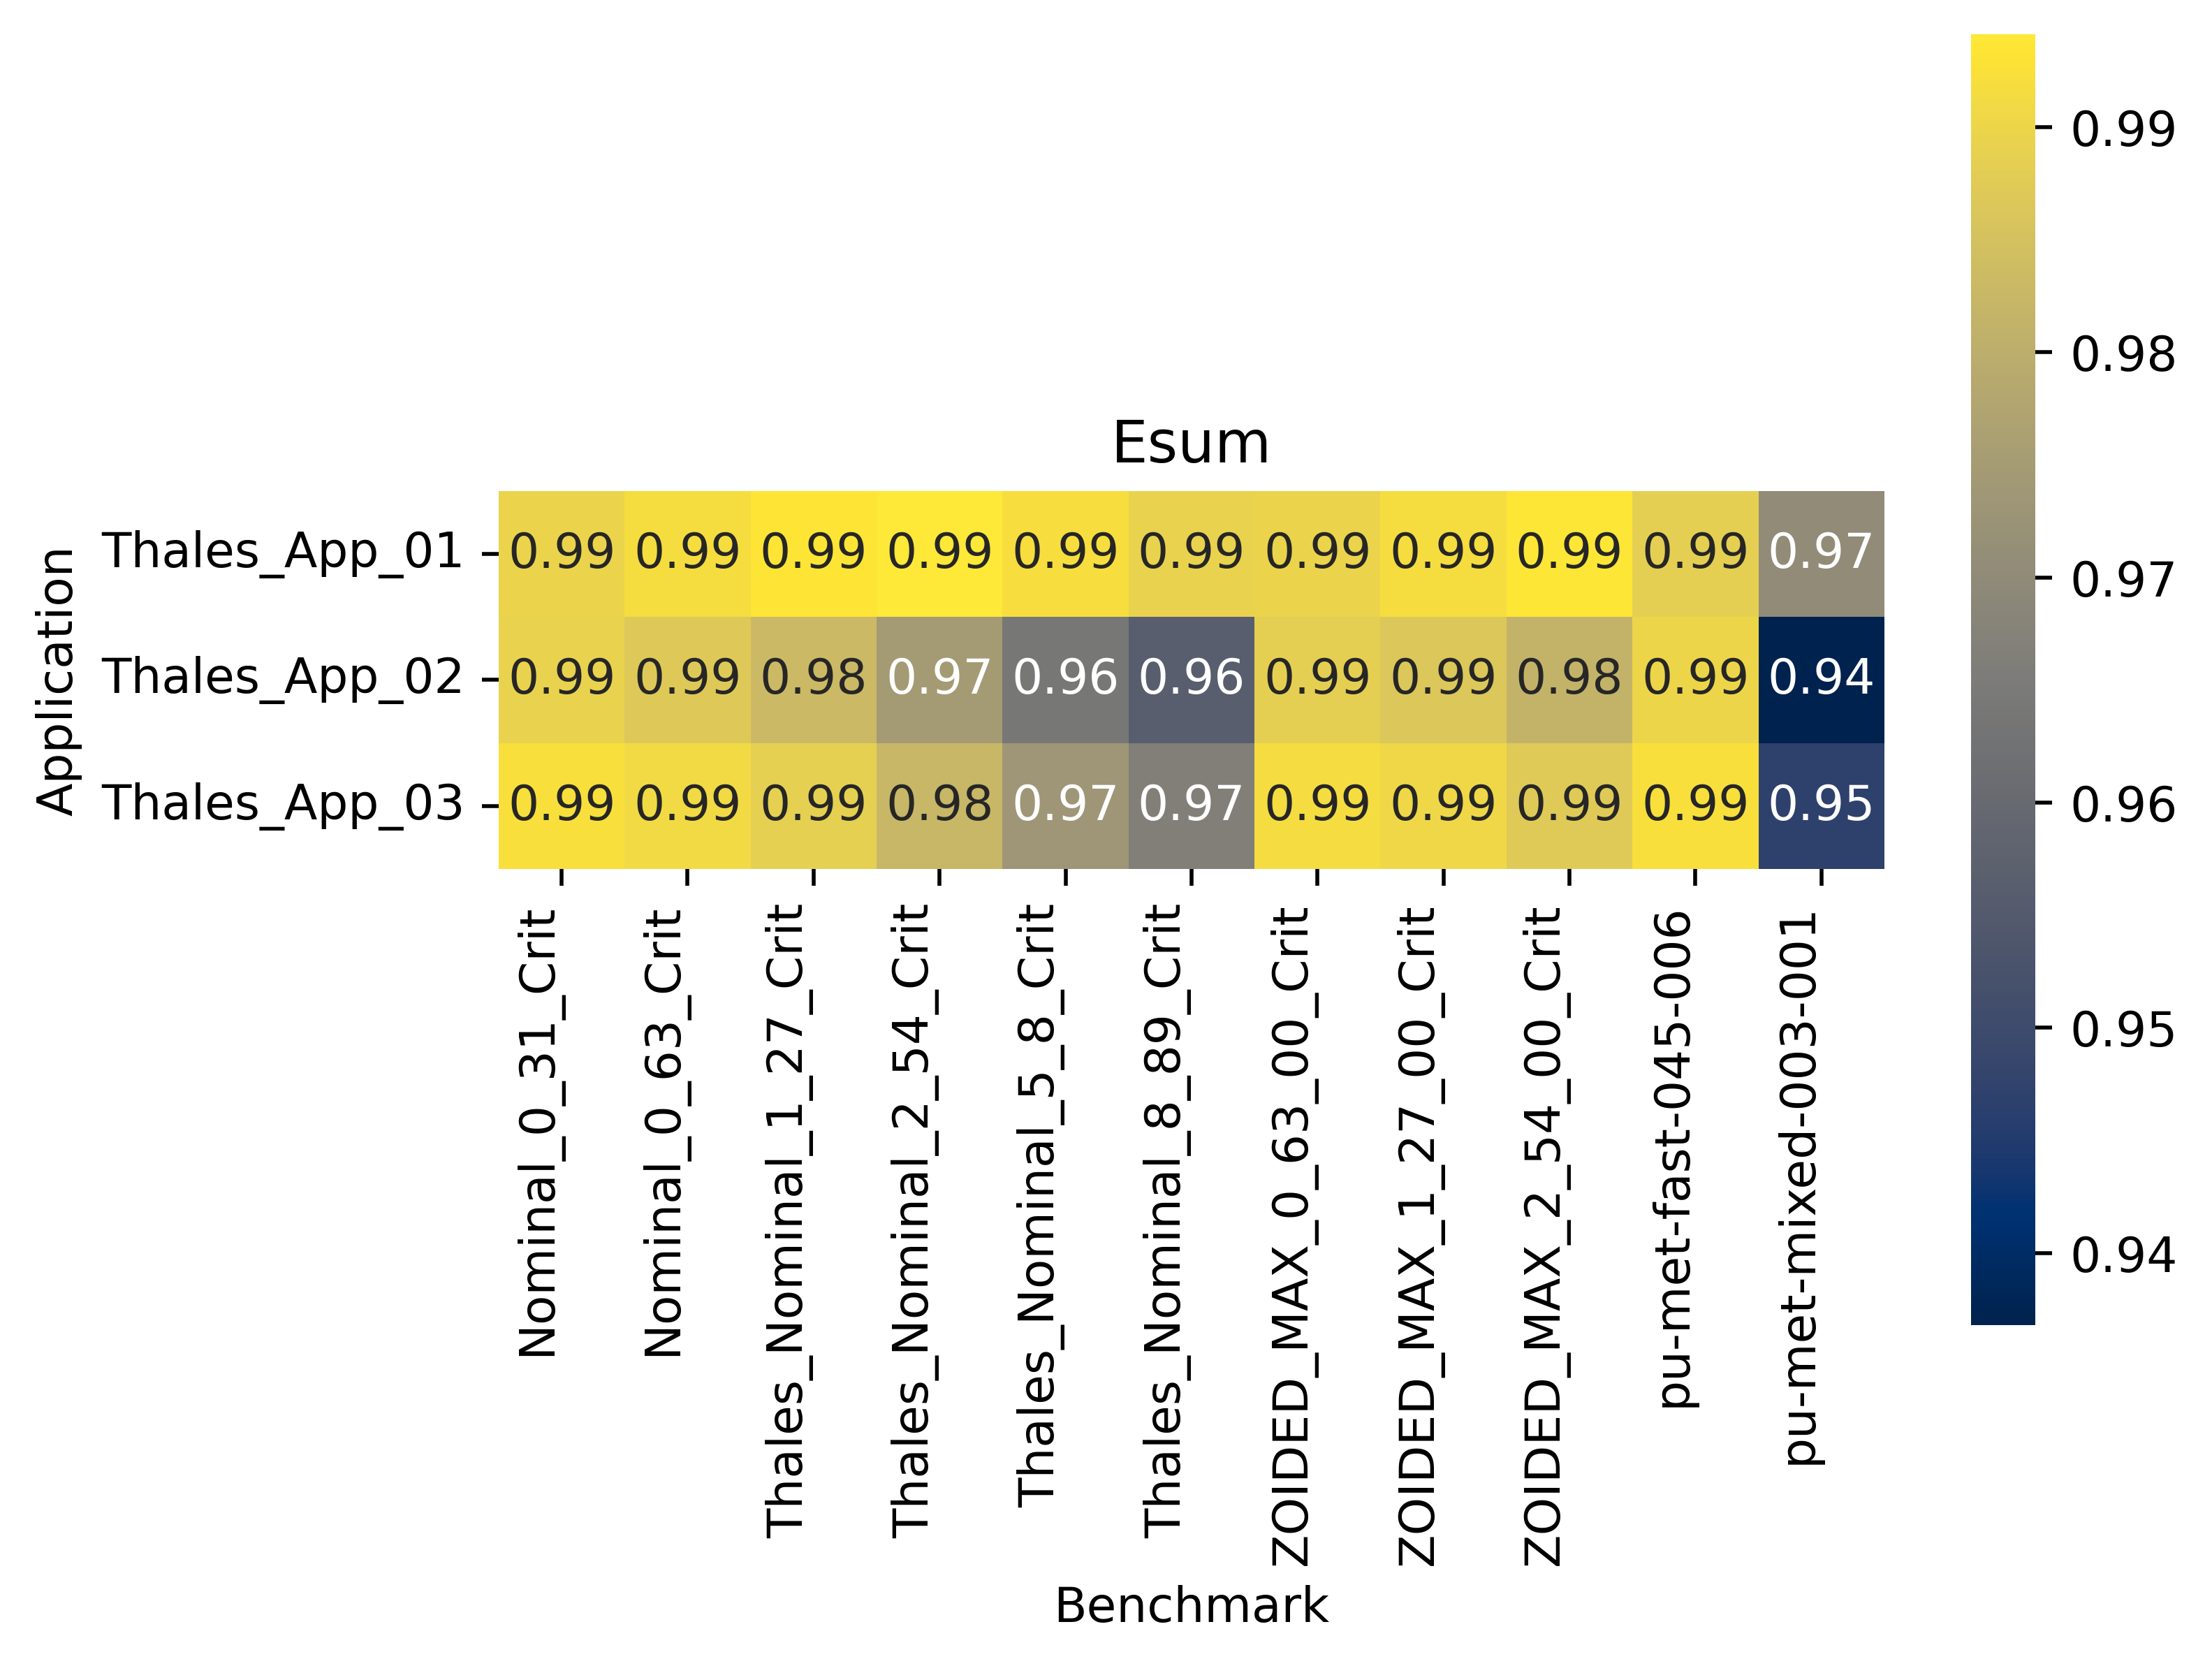 Esum
Application
Thales_App_01 0.99 0.99 0.99 0.99 0.99 0.99 0.99 0.99 0.99 0.99 0.97
Thales_App_02 0.99 0.99 0.98 0.97 0.96 0.96 0.99 0.99 0.98 0.99 0.94
Thales_App_03 0.99 0.99 0.99 0.98 0.97 0.97 0.99 0.99 0.99 0.99 0.95
Nominal_0_31_Crit
Nominal_0_63_Crit
Thales_Nominal_1_27_Crit
Thales_Nominal_2_54_Crit
Thales_Nominal_5_8_Crit
Thales_Nominal_8_89_Crit
ZOIDED_MAX_0_63_00_Crit
ZOIDED_MAX_1_27_00_Crit
ZOIDED_MAX_2_54_00_Crit
pu-met-fast-045-006
pu-met-mixed-003-001
Benchmark
0.99
0.98
0.97
0.96
0.95
0.94